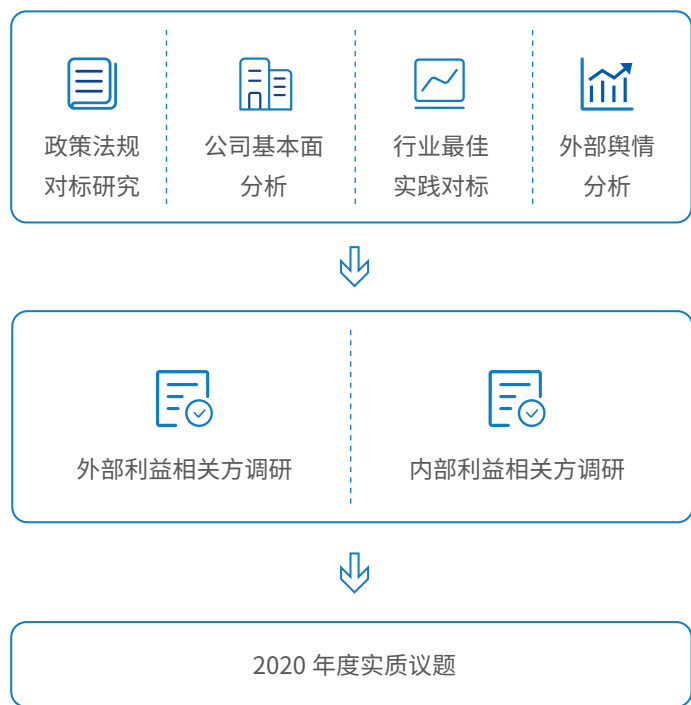 政策法规
对标研究
公司基本面
分析
行业最佳
实践对标
外部舆情
分析
外部利益相关方调研
内部利益相关方调研
2020 年度实质议题